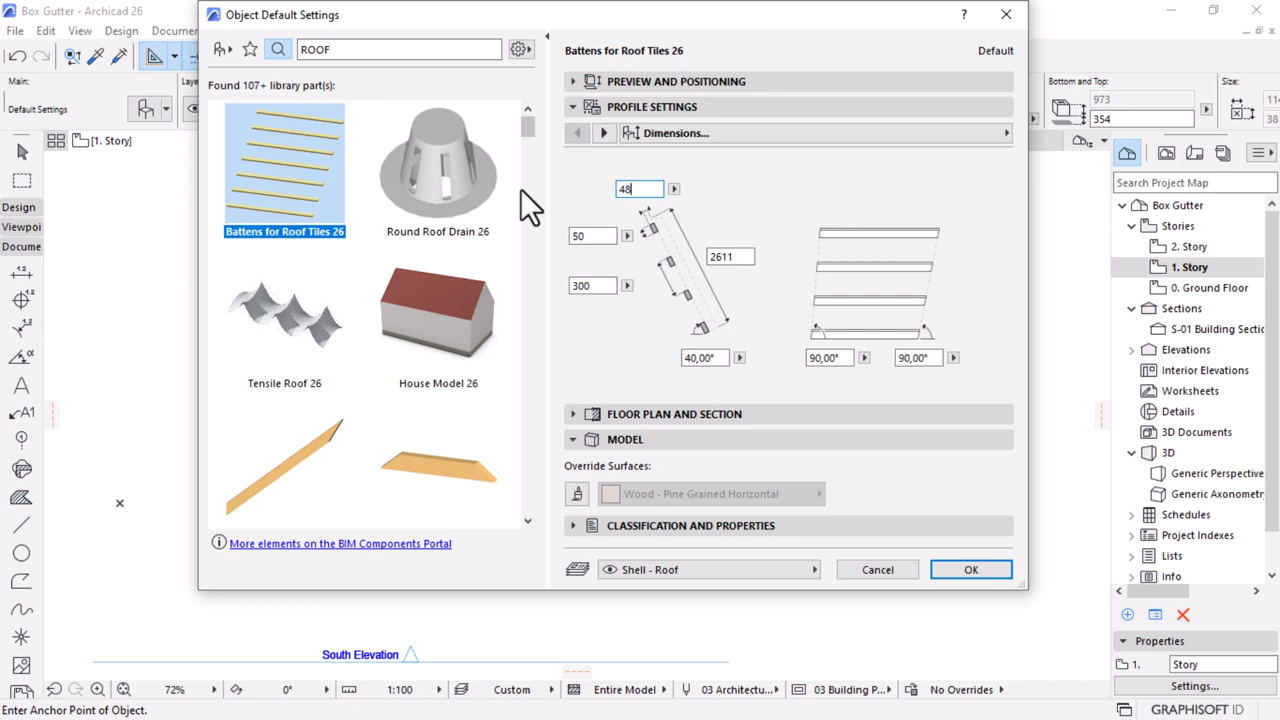 Box Gutter - Archicad 26
Object Default Settings
?
File Edit View Design Documen
ROOF
Battens for Roof Tiles 26
Default
Main:
Laye
Found 107+ library part(s):
PREVIEW AND POSITIONING
Bottom and Top:
Size:
Default Settings
PROFILE SETTINGS
973
114
354
38
[1. Story]
Dimensions...
Search Project Map
48
Box Gutter
Design
Battens for Roof Tiles 26
Round Roof Drain 26
Stories
Viewpoi
50
2611
2. Story
Docume
1. Story
300
0. Ground Floor
Sections
S-01 Building Sectic
40,00°
90,00°
90,00°
Elevations
Interior Elevations
Tensile Roof 26
House Model 26
Worksheets
A
A1
FLOOR PLAN AND SECTION
Details
MODEL
3D Documents
Override Surfaces:
3D
Generic Perspective
Wood - Pine Grained Horizontal
Generic Axonometr
CLASSIFICATION AND PROPERTIES
Schedules
Project Indexes
More elements on the BIM Components Portal
Lists
Shell - Roof
Cancel
OK
Info
South Elevation
Properties
1.
Story
72%
0°
1:100
Custom
Entire Model
03 Architectu...
03 Building P...
No Overrides
Settings...
Enter Anchor Point of Object.
GRAPHISOFT ID